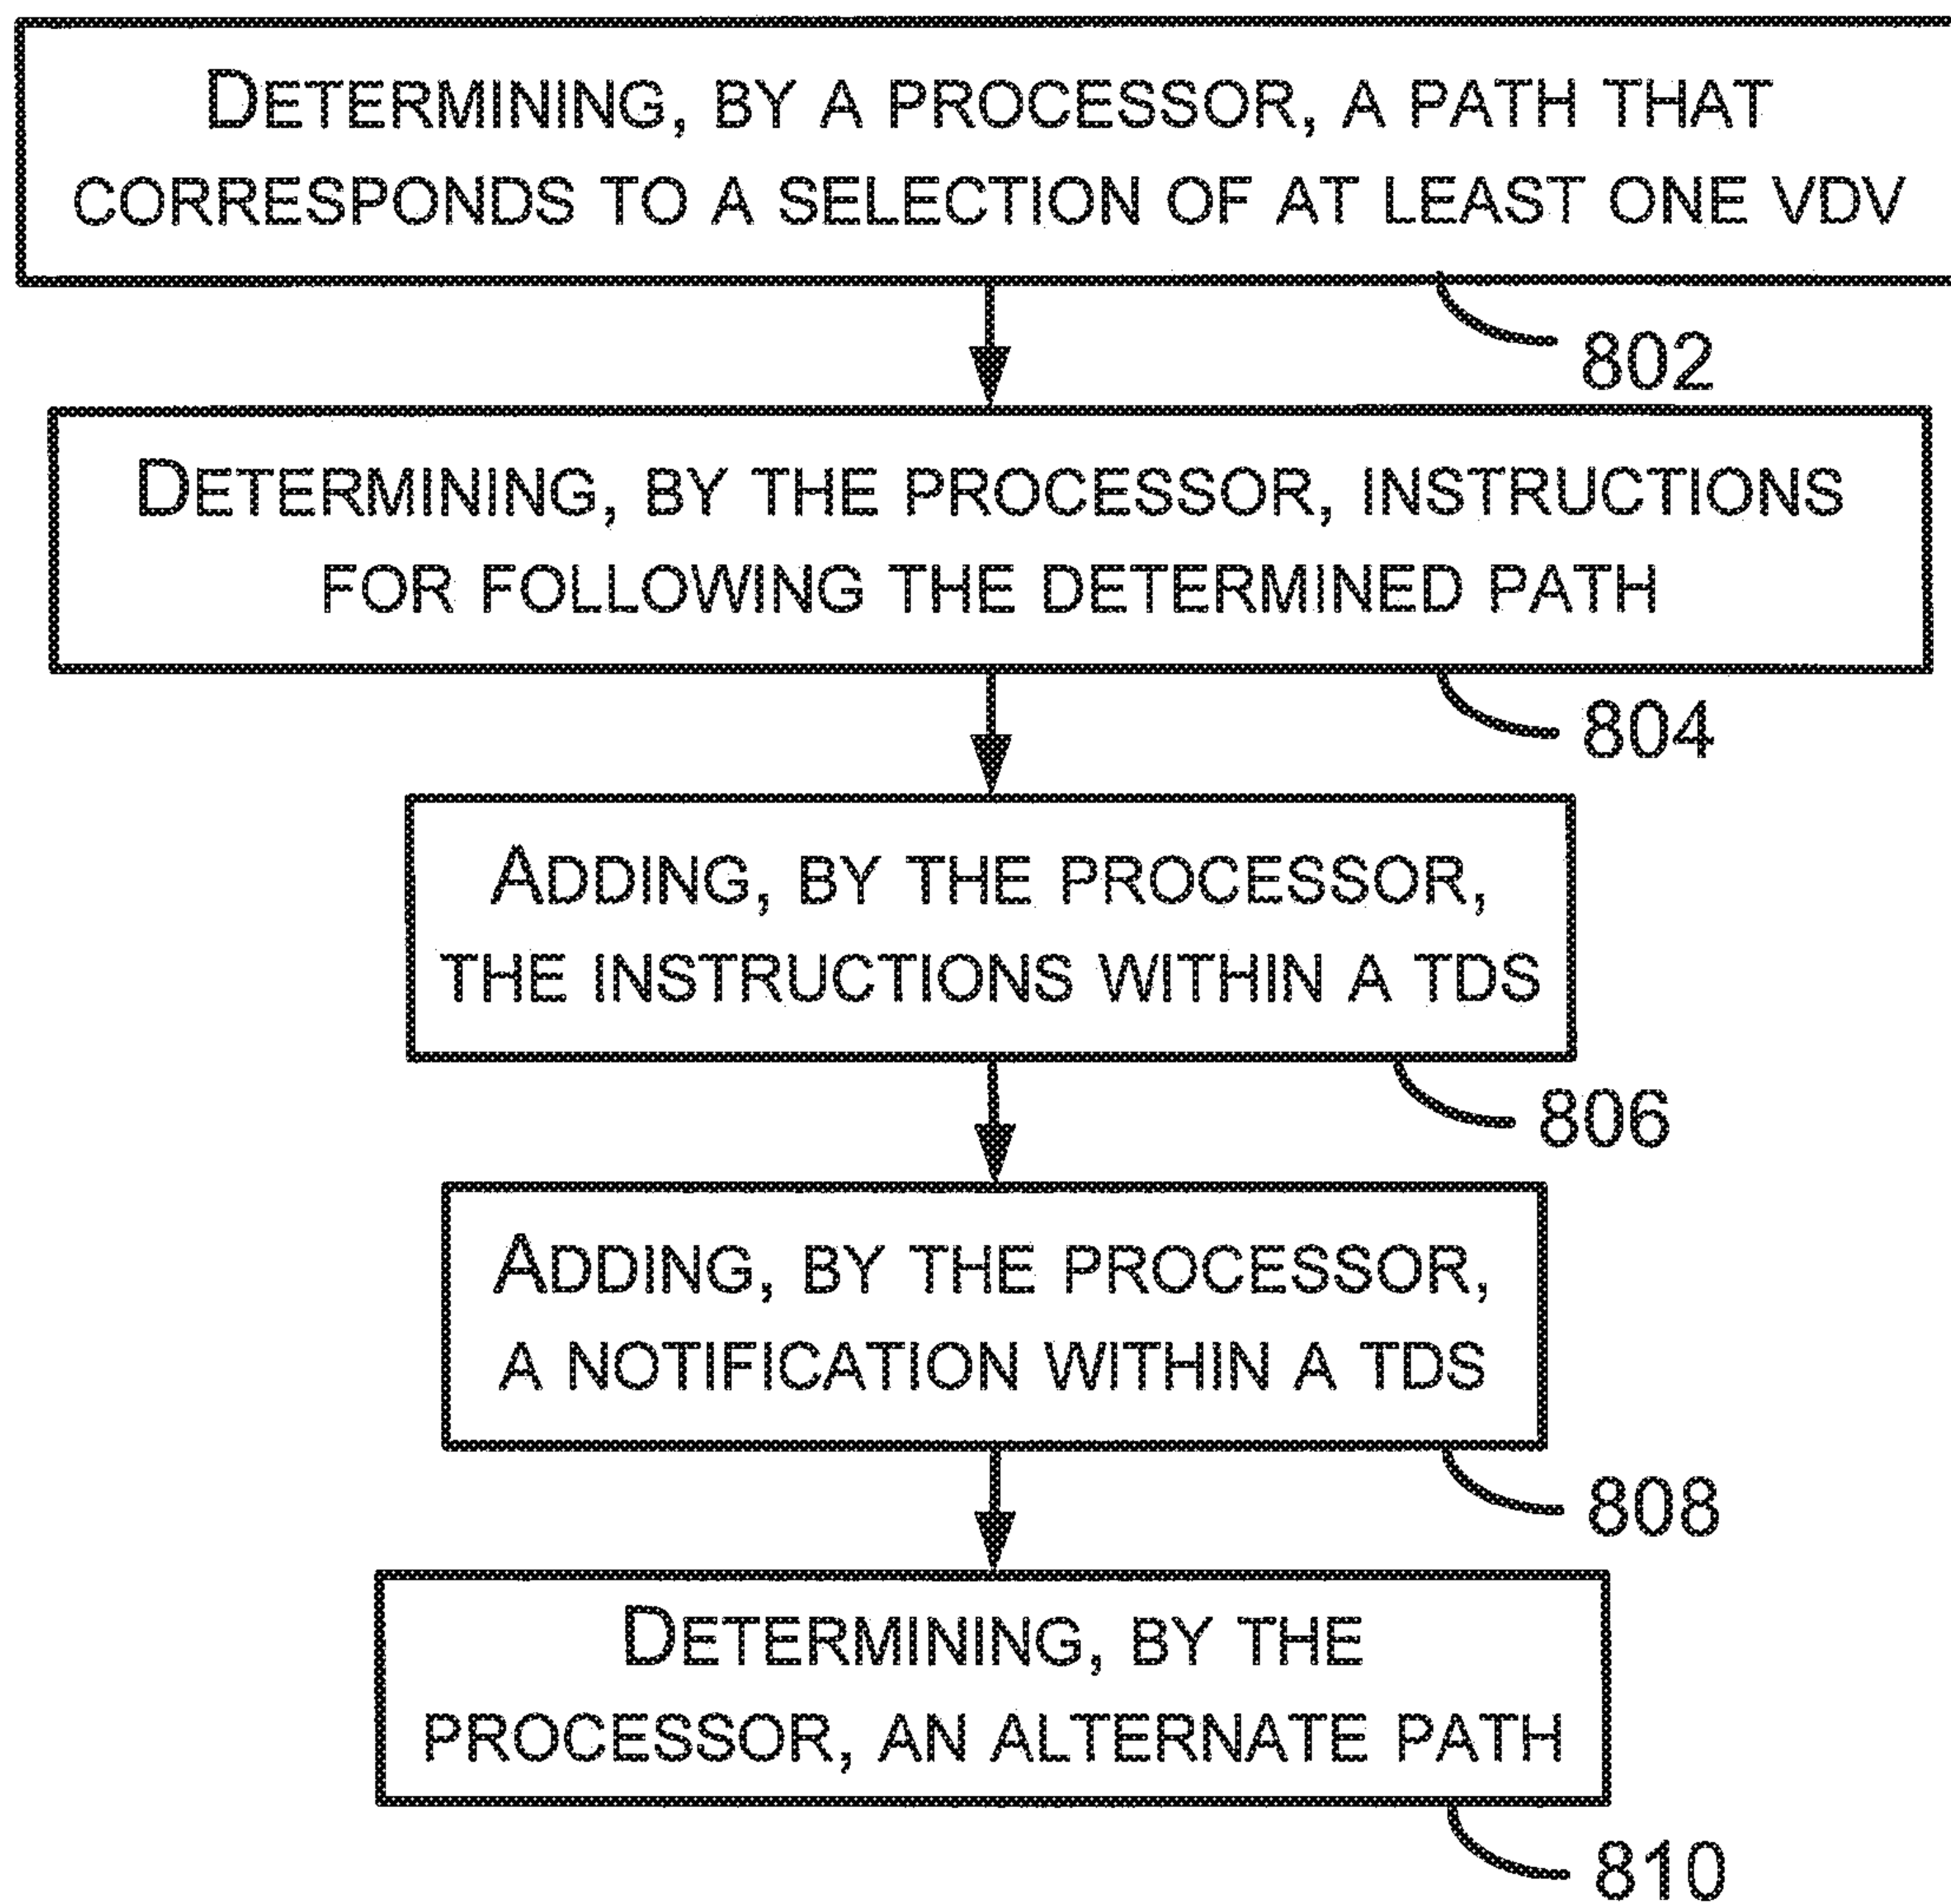 DETERMINING, BY A PROCESSOR, A PATH THAT
CORRESPONDS TO A SELECTION OF AT LEAST ONE VDV
802
DETERMINING, BY THE PROCESSOR, INSTRUCTIONS
FOR FOLLOWING THE DETERMINED PATH
804
ADDING, BY THE PROCESSOR,
THE INSTRUCTIONS WITHIN A TDS
806
ADDING, BY THE PROCESSOR,
A NOTIFICATION WITHIN A TDS
808
DETERMINING, BY THE
PROCESSOR, AN ALTERNATE PATH
810